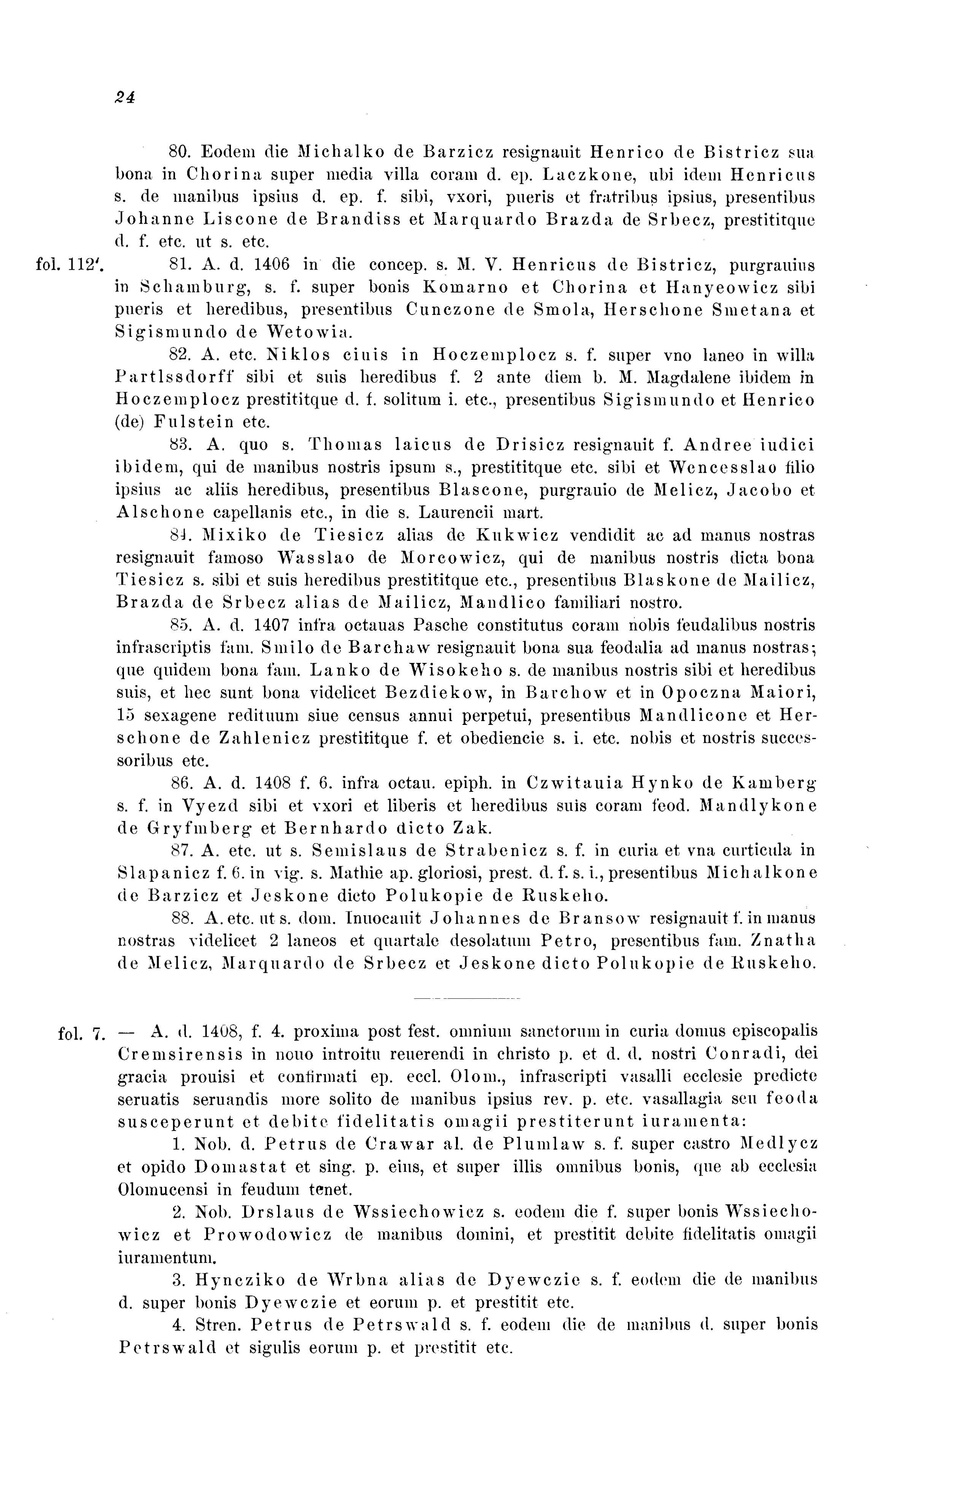 24
80. Eodem die Michalko de Barzicz resignauit Henrico de Bistricz sua
bona in Chorina super media villa coram d. ep. Laczkone, ubi idem Henricus
s. de manibus ipsius d. ep. f. sibi, vxori, pueris et fratribus ipsius, presentibus
Johanne Liscone de Brandiss et Marquardo Brazda de Srbecz, prestititque
d. f. etc. ut s. etc.
fol. 112'. 81. A. d. 1406 in die concep. s. M. V. Henricus de Bistricz, purgrauius
in Schamburg, s. f. super bonis Komarno et Chorina et Hanyeowicz sibi
pueris et heredibus, presentibus Cunczone de Smola, Herschone Smetana et
Sigismundo de Wetowia.
82. A. etc. Niklos ciuis in Hoczemplocz s. f. super vno laneo in willa
Partlssdorff sibi et suis heredibus f. 2 ante diem b. M. Magdalene ibidem in
Hoczemplocz prestititque d. f. solitum i. etc., presentibus Sigismundo et Henrico
(de) Fulstein etc.
83. A. quo s. Thomas laicus de Drisicz resignauit f. Andree iudici
ibidem, qui de manibus nostris ipsum s., prestititque etc. sibi et Wencesslao filio
ipsius ac aliis heredibus, presentibus Blascone, purgrauio de Melicz, Jacobo et
Alschone capellanis etc., in die s. Laurencii mart.
84. Mixiko de Tiesicz alias de Kukwicz vendidit ac ad manus nostras
resignauit famoso Wasslao de Morcowicz, qui de manibus nostris dicta bona
Tiesicz s. sibi et suis heredibus prestititque etc., presentibus Blaskone de Mailicz,
Brazda de Srbecz alias de Mailicz, Mandlico familiari nostro.
85. A. d. 1407 infra octauas Pasche constitutus coram nobis feudalibus nostris
infrascriptis fam. Smilo de Barchaw resignauit bona sua feodalia ad manus nostras;
que quidem bona fam. Lanko de Wisokeho s. de manibus nostris sibi et heredibus
suis, et hec sunt bona videlicet Bezdiekow, in Barchow et in Opoczna Maiori,
15 sexagene redituum siue census annui perpetui, presentibus Mandlicone et Her-
schone de Zahlenicz prestititque f. et obediencie s. i. etc. nobis et nostris succes-
soribus etc.
86. A. d. 1408 f. 6. infra octau. epiph. in Czwitauia Hynko de Kamberg
s. f. in Vyezd sibi et vxori et liberis et heredibus suis coram feod. Mandlykone
de Gryfmberg et Bernhardo dicto Zak.
87. A. etc. ut s. Semislaus de Strabenicz s. f. in curia et vna curticula in
Slapanicz f. 6. in vig. s. Mathie ap. gloriosi, prest. d. f. s. i., presentibus Michalkone
de Barzicz et Jeskone dicto Polukopie de Ruskeho.
88. A. etc. ut s. dom. Inuocauit Johannes de Bransow resignauit f. in manus
nostras videlicet 2 laneos et quartale desolatum Petro, presentibus fam. Znatha
de Melicz, Marquardo de Srbecz et Jeskone dicto Polukopie de Ruskeho.
fol. 7. — A. d. 1408, f. 4. proxima post fest. omnium sanctorum in curia domus episcopalis
Cremsirensis in nouo introitu reuerendi in christo p. et d. d. nostri Conradi, dei
gracia prouisi et confirmati ep. eccl. Olom., infrascripti vasalli ecclesie predicte
seruatis seruandis more solito de manibus ipsius rev. p. etc. vasallagia seu feoda
susceperunt et debite fidelitatis omagii prestiterunt iuramenta:
1. Nob. d. Petrus de Crawar al. de Plumlaw s. f. super castro Medlycz
et opido Domastat et sing. p. eius, et super illis omnibus bonis, que ab ecclesia
Olomucensi in feudum tenet.
2. Nob. Drslaus de Wssiechowicz s. eodem die f. super bonis Wssiecho-
wicz et Prowodowicz de manibus domini, et prestitit debite fidelitatis omagii
iuramentum.
3. Hyncziko de Wrbna alias de Dyewczie s. f. eodem die de manibus
d. super bonis Dyewczie et eorum p. et prestitit etc.
4. Stren. Petrus de Petrswald s. f. eodem die de manibus d. super bonis
Petrswald et sigulis eorum p. et prestitit etc.